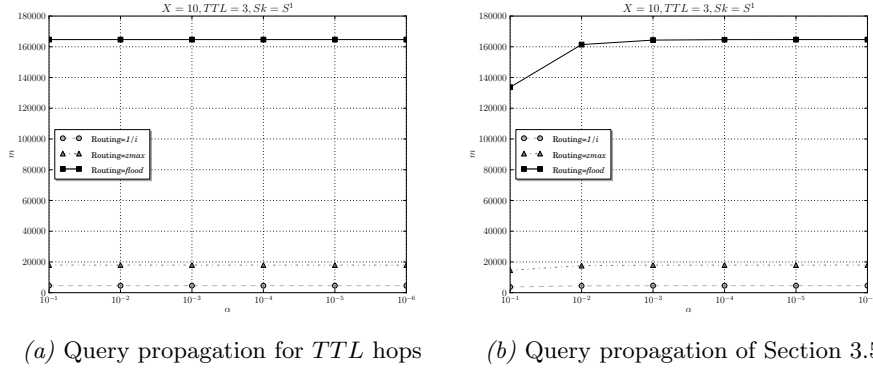 X = 10, TTL = 3, Sk = S¹
180000
160000
140000
120000
100000
80000
60000
40000
20000
0
m
Routing=1/i
Routing=zmax
Routing=flood
10⁻¹ 10⁻² 10⁻³ 10⁻⁴ 10⁻⁵ 10⁻⁶
α
(a) Query propagation for TTL hops
X = 10, TTL = 3, Sk = S¹
180000
160000
140000
120000
100000
80000
60000
40000
20000
0
m
Routing=1/i
Routing=zmax
Routing=flood
10⁻¹ 10⁻² 10⁻³ 10⁻⁴ 10⁻⁵ 10⁻
α
(b) Query propagation of Section 3.5